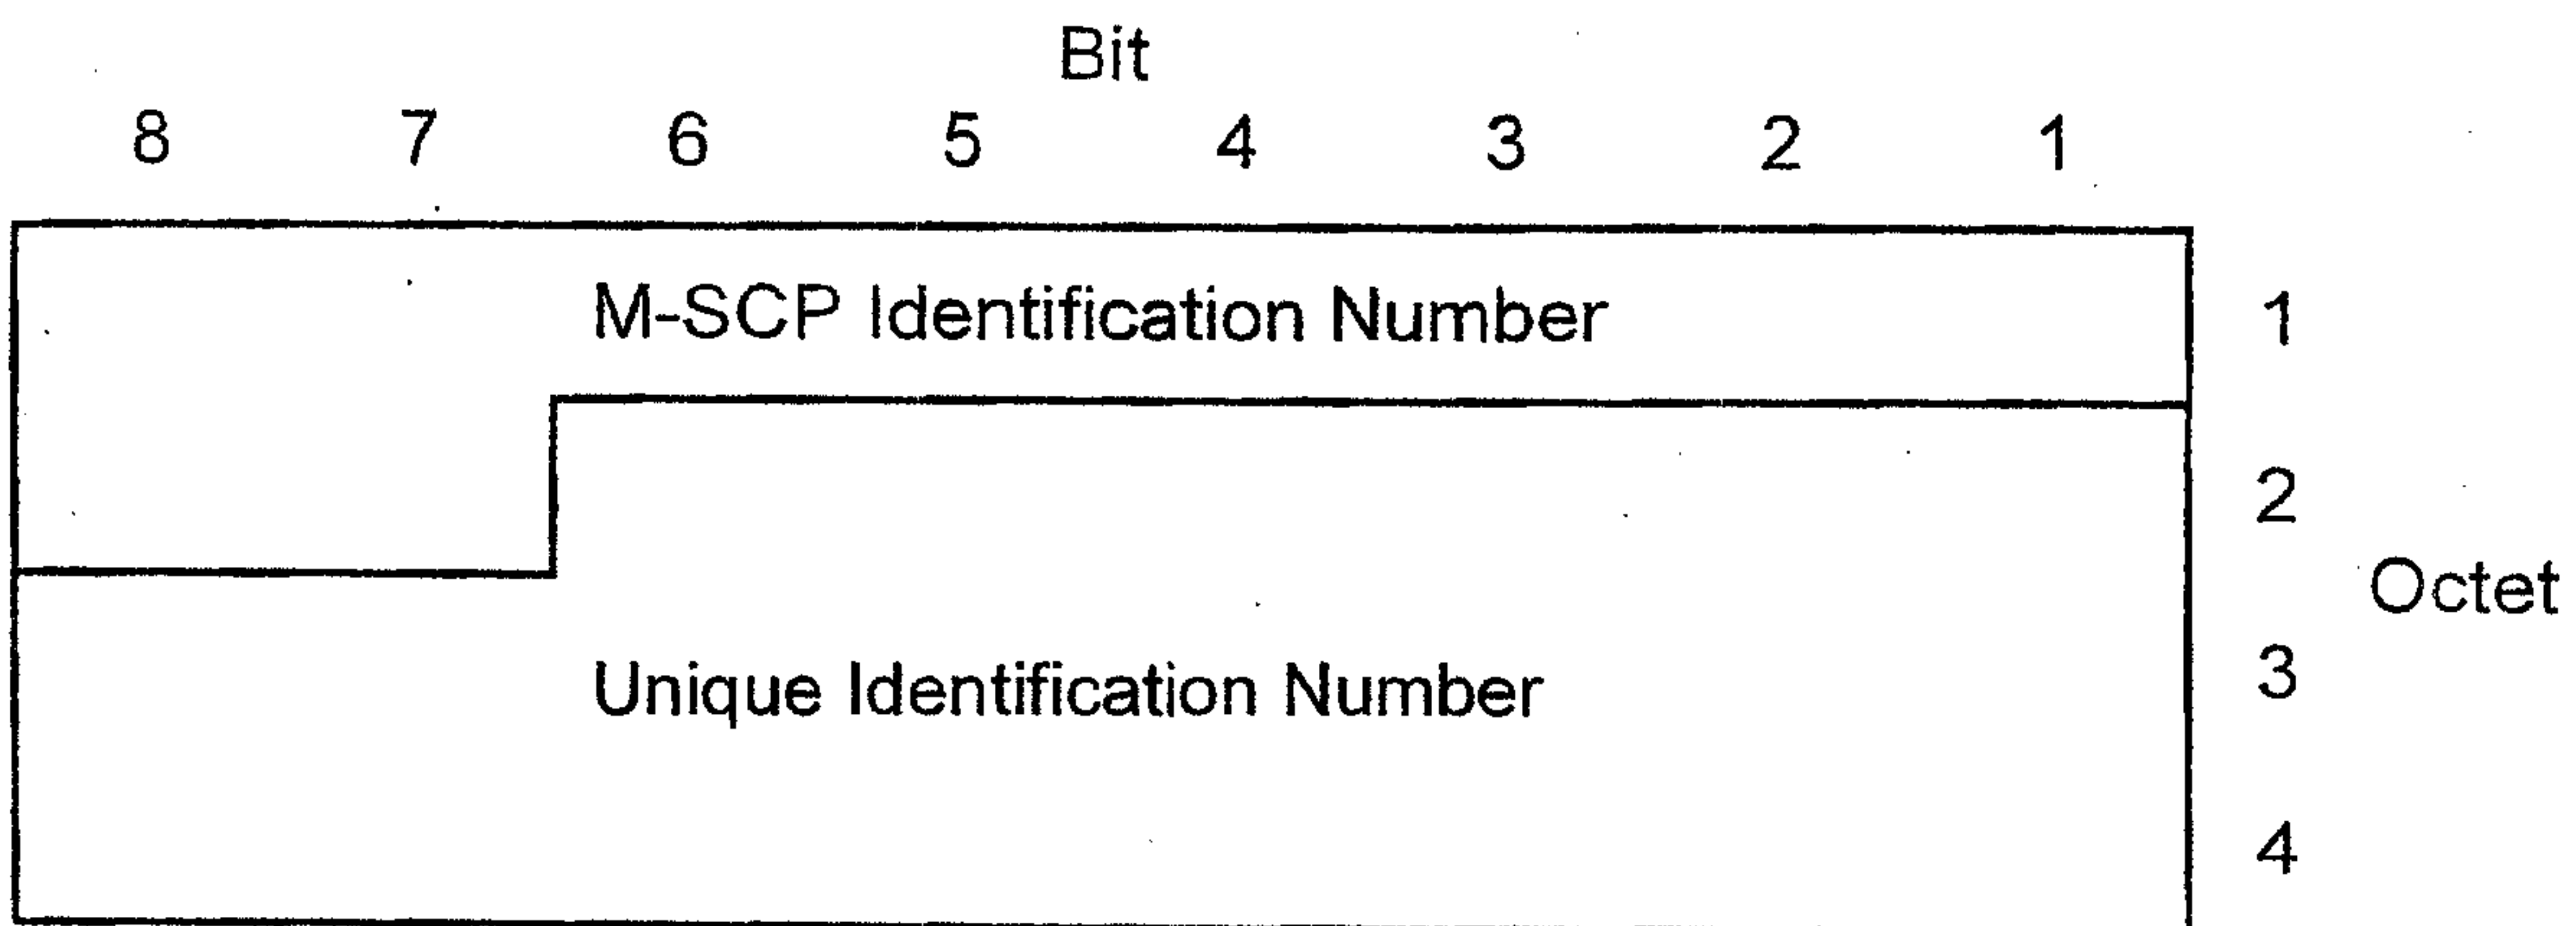 Bit
8 7 6 5 4 3 2 1
M-SCP Identification Number 1
2
Octet
Unique Identification Number 3
4